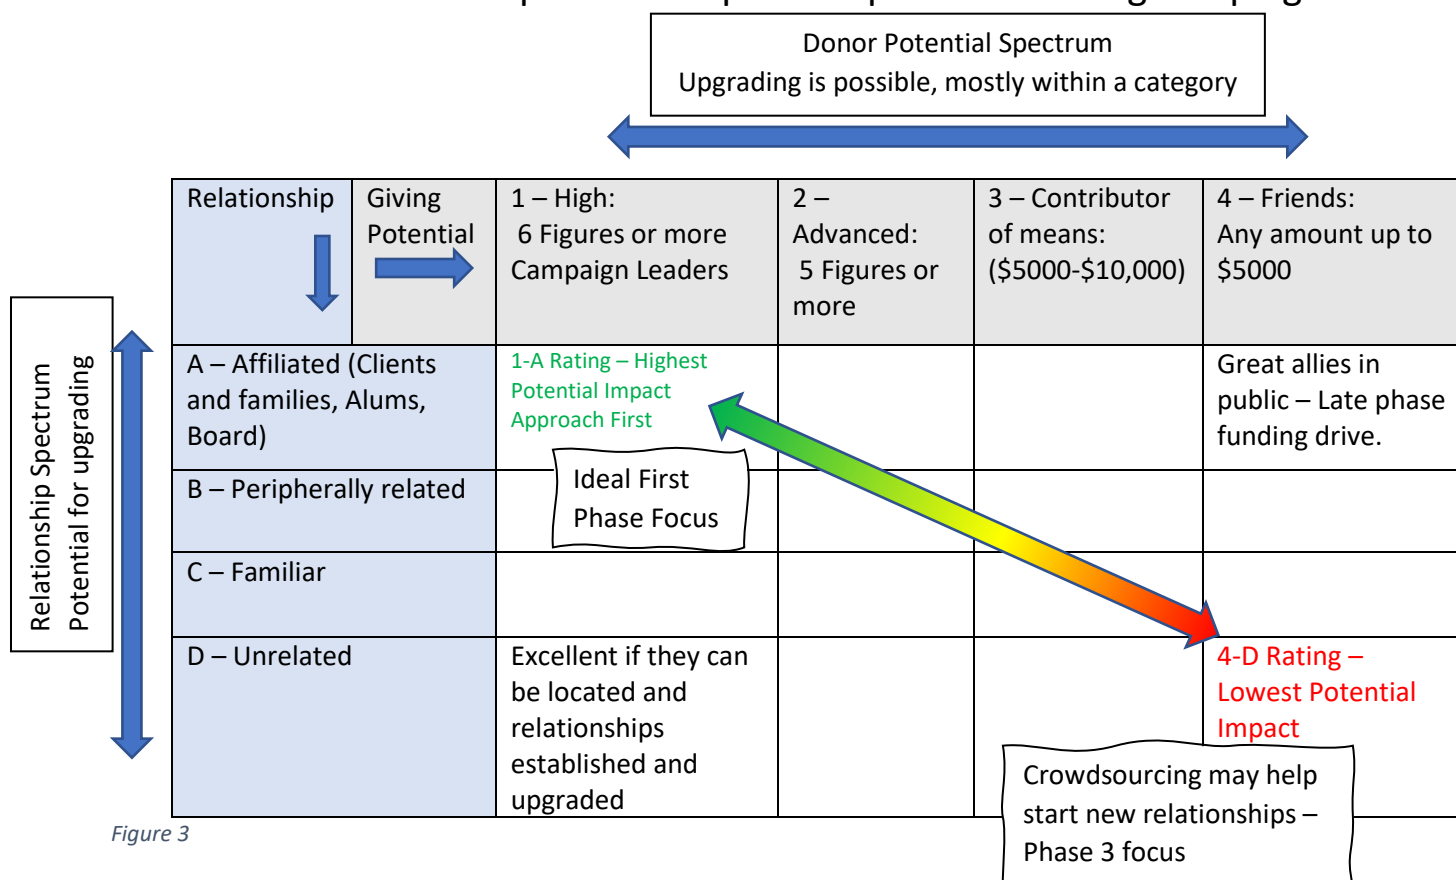 Donor Potential Spectrum
Upgrading is possible, mostly within a category
Relationship
Giving
Potential
1 – High:
6 Figures or more
Campaign Leaders
2 –
Advanced:
5 Figures or
more
3 – Contributor
of means:
($5000-$10,000)
4 – Friends:
Any amount up to
$5000
Relationship Spectrum
Potential for upgrading
A – Affiliated (Clients
and families, Alums,
Board)
1-A Rating – Highest
Potential Impact
Approach First
Great allies in
public – Late phase
funding drive.
Ideal First
Phase Focus
B – Peripherally related
C – Familiar
D – Unrelated
Excellent if they can
be located and
relationships
established and
upgraded
4-D Rating –
Lowest Potential
Impact
Crowdsourcing may help
start new relationships –
Phase 3 focus
Figure 3